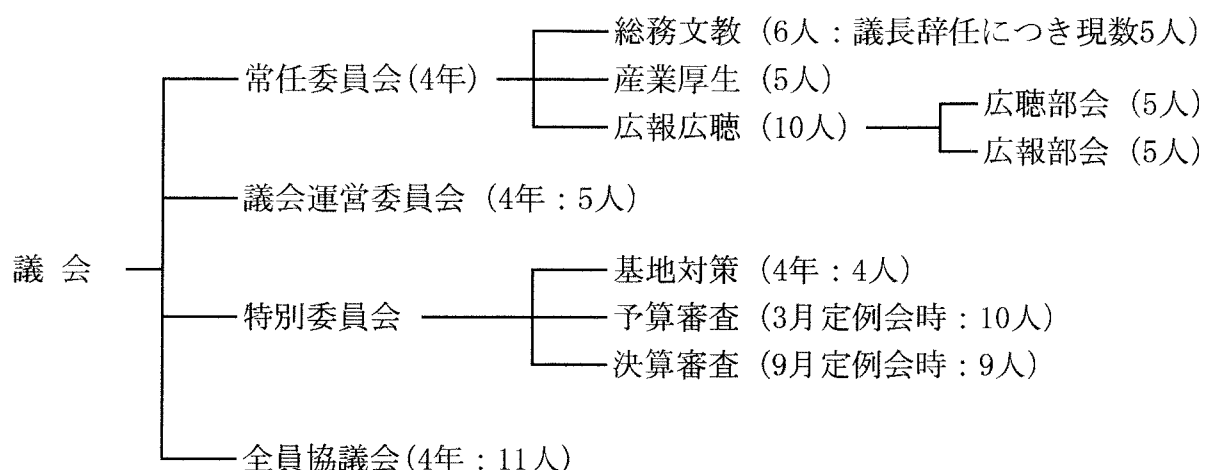 総務文教（6人：議長辞任につき現数5人）
常任委員会(4年)
産業厚生（5人）
広報広聴（10人）
広聴部会（5人）
広報部会（5人）
議会運営委員会（4年：5人）
議会
基地対策（4年：4人）
特別委員会
予算審査（3月定例会時：10人）
決算審査（9月定例会時：9人）
全員協議会(4年：11人)